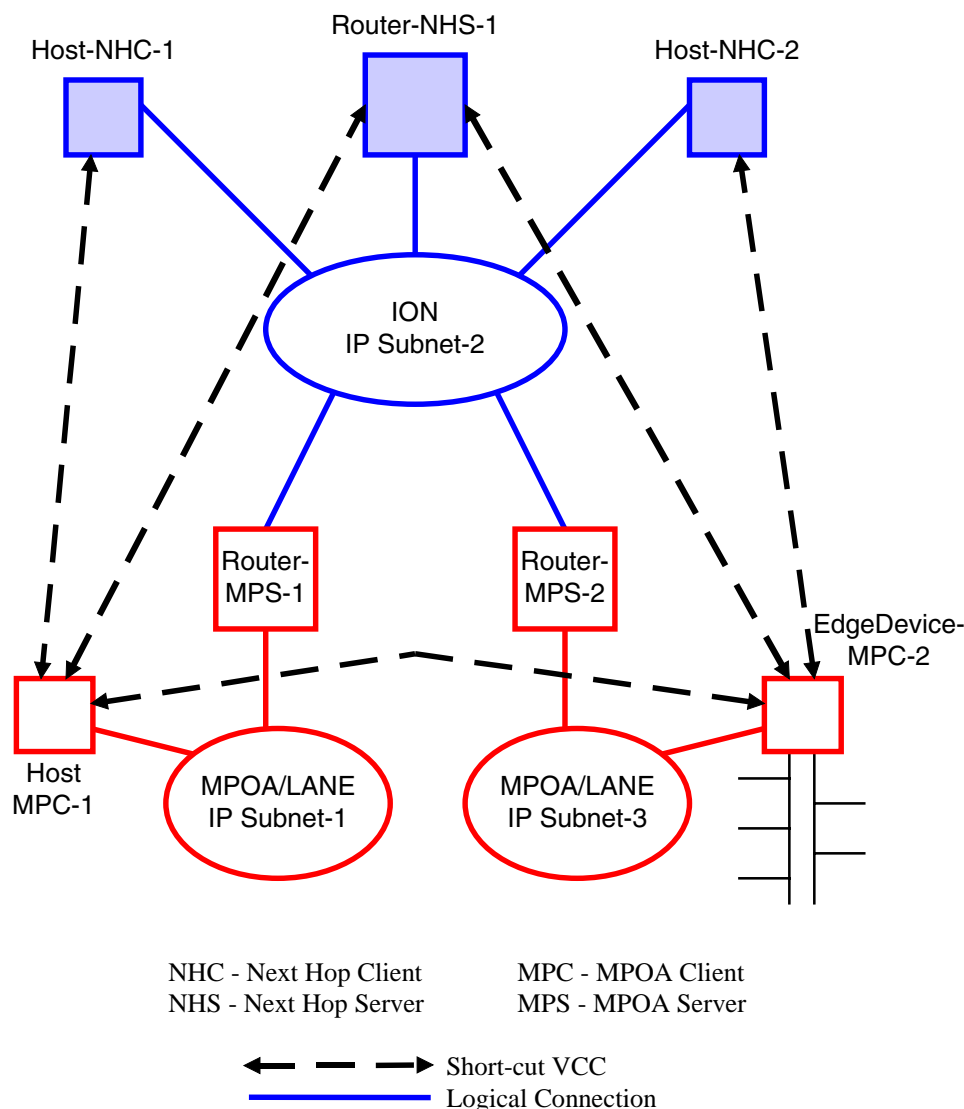 Router-NHS-1
Host-NHC-1
Host-NHC-2
ION
IP Subnet-2
Router-
MPS-1
Router-
MPS-2
EdgeDevice-
MPC-2
Host
MPC-1
MPOA/LANE
IP Subnet-1
MPOA/LANE
IP Subnet-3
NHC - Next Hop Client
NHS - Next Hop Server
MPC - MPOA Client
MPS - MPOA Server
Short-cut VCC
Logical Connection